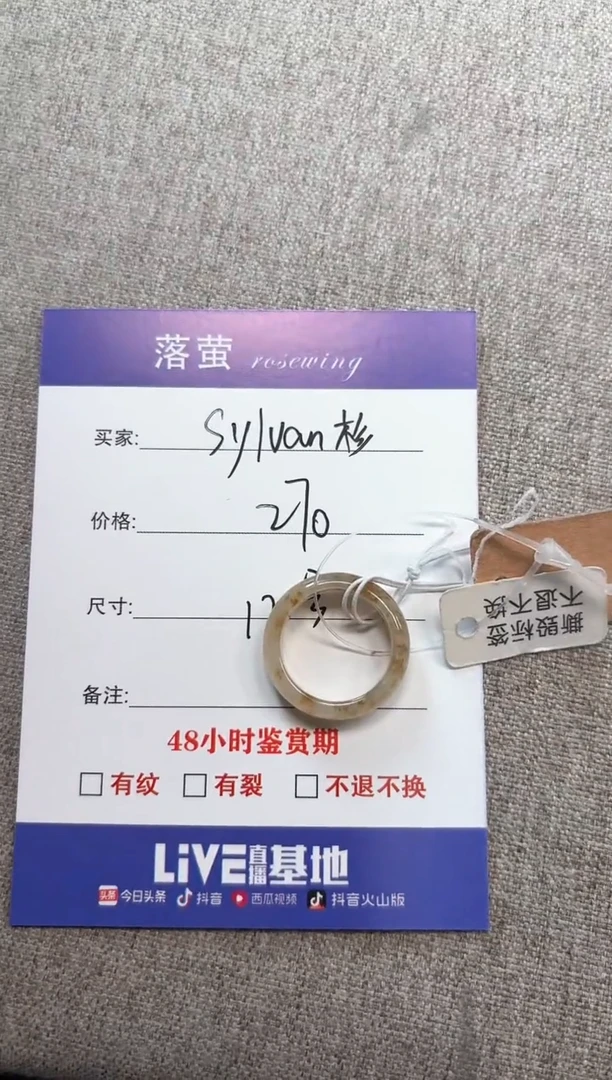 落萤 rosewing
买家: Sylvan杉
价格: 270
尺寸:
备注:
48小时鉴赏期
有纹 有裂 不退不换
LiVE直播基地
头条 今日头条 抖音 西瓜视频 抖音火山版
撕毁标签
不退不换